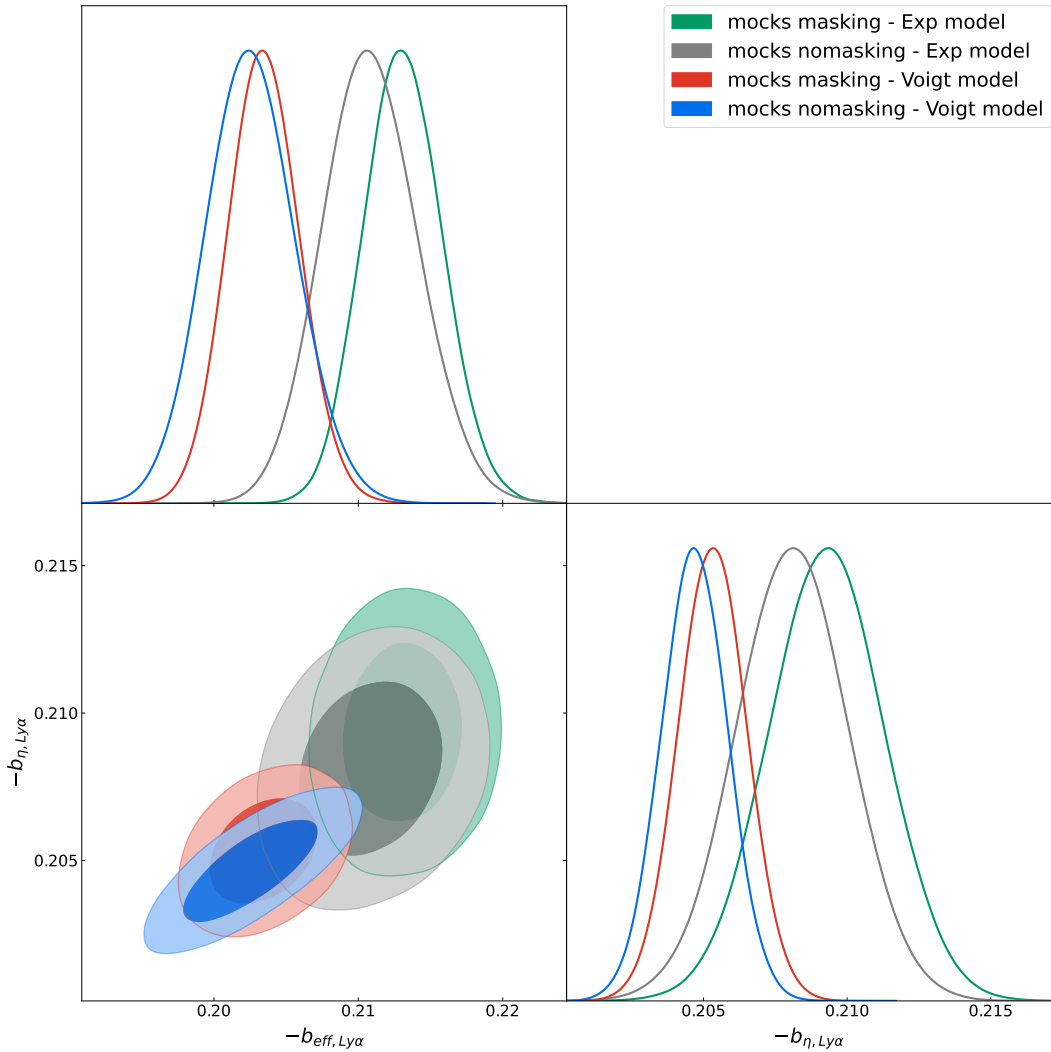 mocks masking - Exp model
mocks nomasking - Exp model
mocks masking - Voigt model
mocks nomasking - Voigt model
0.215
0.210
0.205
−b_{η,Lyα}
0.20 0.21 0.22
0.205 0.210 0.215
−b_{eff,Lyα}
−b_{η,Lyα}